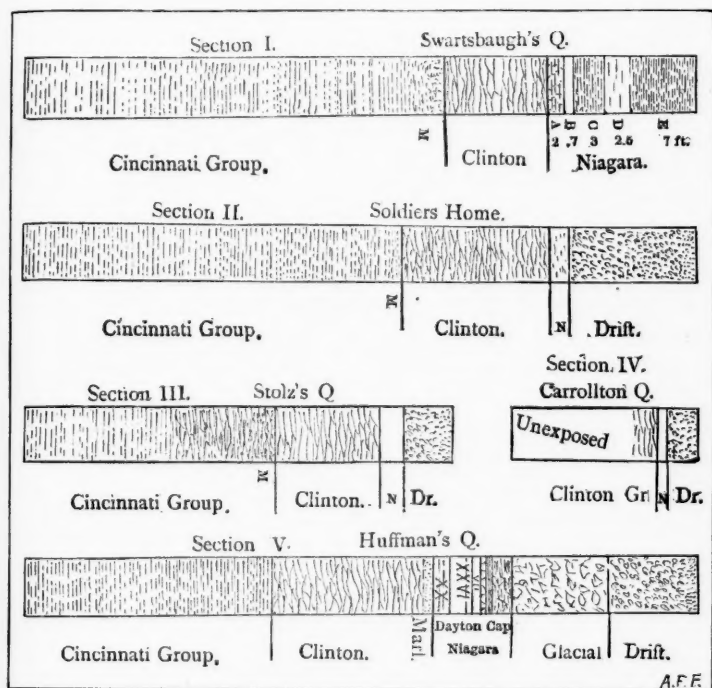 Section I. Swartsbaugh's Q.
M A B C D E
2 .7 3 2.5 7 ft.
Cincinnati Group. Clinton Niagara.
Section II. Soldiers Home.
M
Cincinnati Group. Clinton. N Drift.
Section IV.
Section III. Stolz's Q Carrollton Q.
Unexposed
M
Cincinnati Group. Clinton. N Dr. Clinton Gr N Dr.
Section V. Huffman's Q.
XX XXVI
Marl. Dayton Cap
Niagara
Cincinnati Group. Clinton. Glacial Drift.
A.F.F.